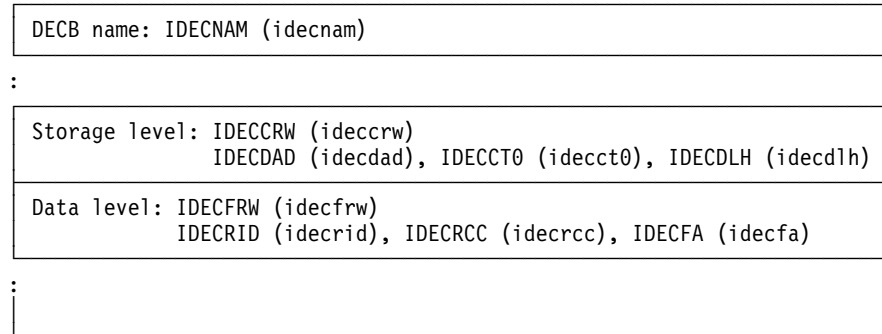 DECB name: IDECNAM (idecnam)
:
Storage level: IDECCRW (ideccrw)
IDECDAD (idecdad), IDECCT0 (idecct0), IDECDLH (idecdlh)
Data level: IDECFRW (idecfrw)
IDECRID (idecrid), IDECRCC (idecrcc), IDECFA (idecfa)
: